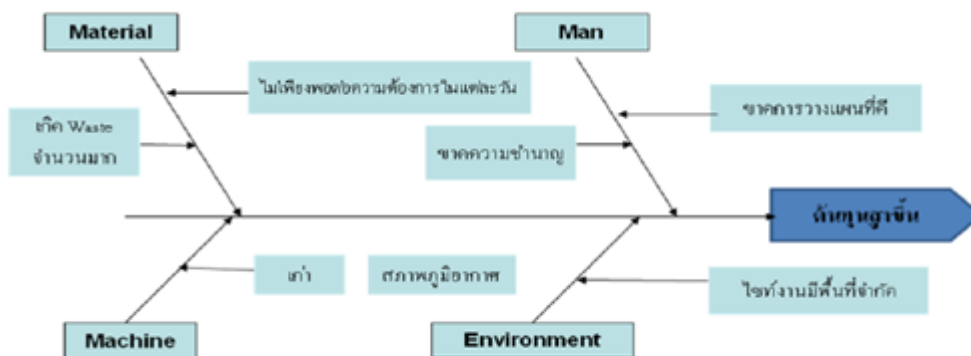 Material
Man
ไม่เพียงพอต่อความต้องการในแต่ละวัน
ขาดการวางแผนที่ดี
เกิด Waste
จำนวนมาก
ขาดความชำนาญ
ต้นทุนสูงขึ้น
เก่า
สภาพภูมิอากาศ
ไซท์งานมีพื้นที่จำกัด
Machine
Environment